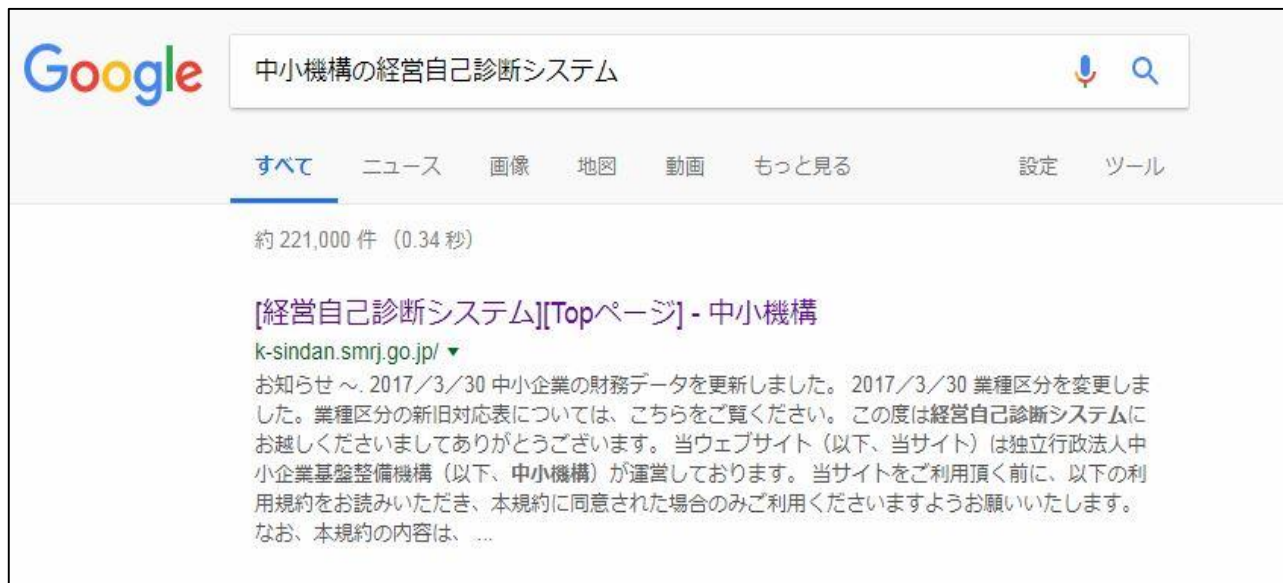 Google
中小機構の経営自己診断システム
すべて ニュース 画像 地図 動画 もっと見る 設定 ツール
約 221,000 件 （0.34 秒）
[経営自己診断システム][Topページ] - 中小機構
k-sindan.smrj.go.jp/
お知らせ ～. 2017／3／30 中小企業の財務データを更新しました。 2017／3／30 業種区分を変更しま
した。業種区分の新旧対応表については、こちらをご覧ください。 この度は経営自己診断システムに
お越しくださいましてありがとうございます。 当ウェブサイト（以下、当サイト）は独立行政法人中
小企業基盤整備機構（以下、中小機構）が運営しております。 当サイトをご利用頂く前に、以下の利
用規約をお読みいただき、本規約に同意された場合のみご利用くださいますようお願いいたします。
なお、本規約の内容は、 ...